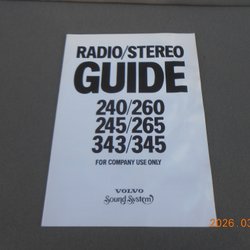 RADIO/STEREO
GUIDE
240/260
245/265
343/345
FOR COMPANY USE ONLY
VOLVO
Sound System